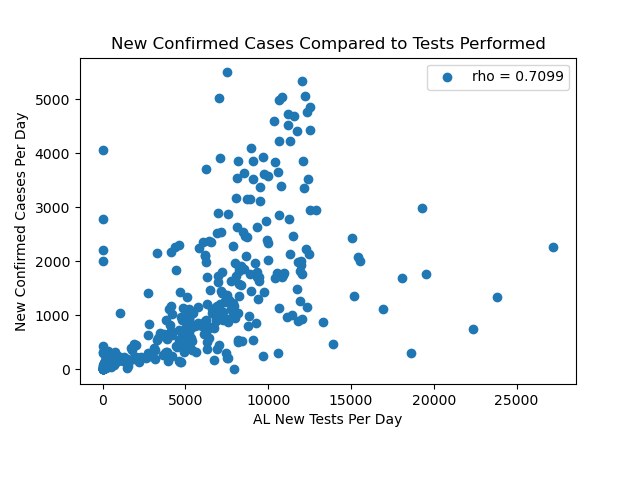 New Confirmed Cases Compared to Tests Performed
rho = 0.7099
New Confirmed Caeses Per Day
5000
4000
3000
2000
1000
0
0 5000 10000 15000 20000 25000
AL New Tests Per Day